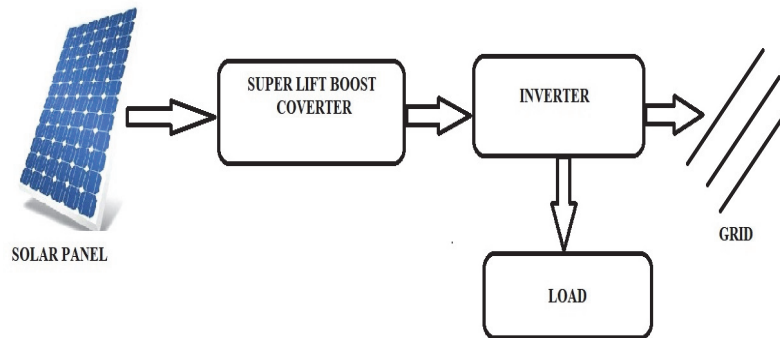 SUPER LIFT BOOST
COVERTER
INVERTER
SOLAR PANEL
GRID
LOAD